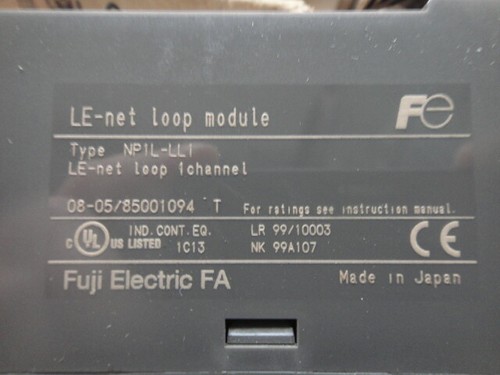 LE-net loop module
Fe
Type NP1L-LL1
LE-net loop 1channel
08-05/85001094 T For ratings see instruction manual.
C UL US LISTED IND.CONT.EQ. 1C13
LR 99/10003
NK 99A107
CE
Fuji Electric FA
Made in Japan